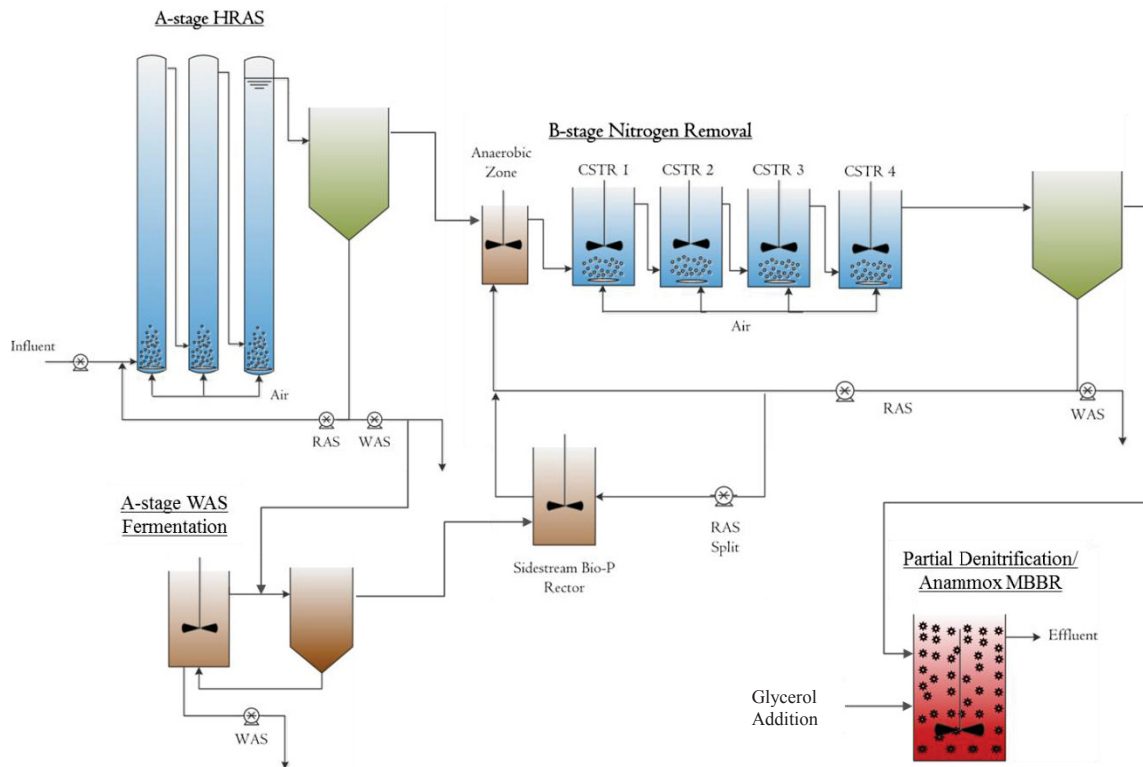 A-stage HRAS
B-stage Nitrogen Removal
Anaerobic
Zone
CSTR 1
CSTR 2
CSTR 3
CSTR 4
Air
Influent
Air
RAS
WAS
RAS
WAS
A-stage WAS
Fermentation
RAS
Split
Sidestream Bio-P
Rector
Partial Denitrification/
Anammox MBBR
Effluent
Glycerol
Addition
WAS